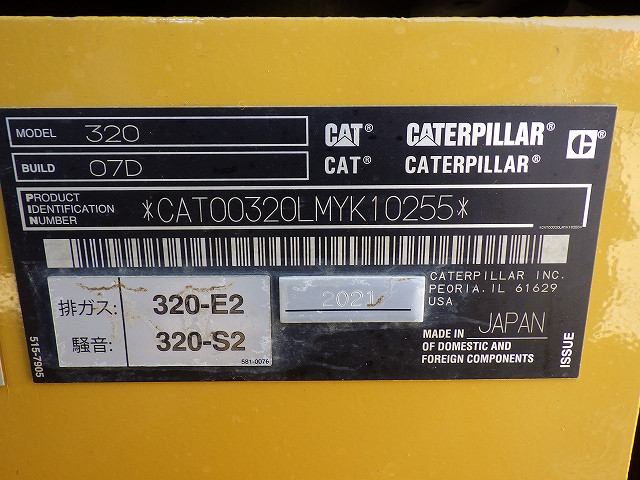 MODEL 320 CAT® CATERPILLAR® ®
BUILD 07D CAT® CATERPILLAR®
PRODUCT IDENTIFICATION NUMBER *CAT00320LMYK10255*
*CAT00320LMYK10255*
排ガス: 320-E2
騒音: 320-S2
581-0076
2021
CATERPILLAR INC.
PEORIA, IL 61629
USA
MADE IN JAPAN
OF DOMESTIC AND
FOREIGN COMPONENTS
515-7905
ISSUE